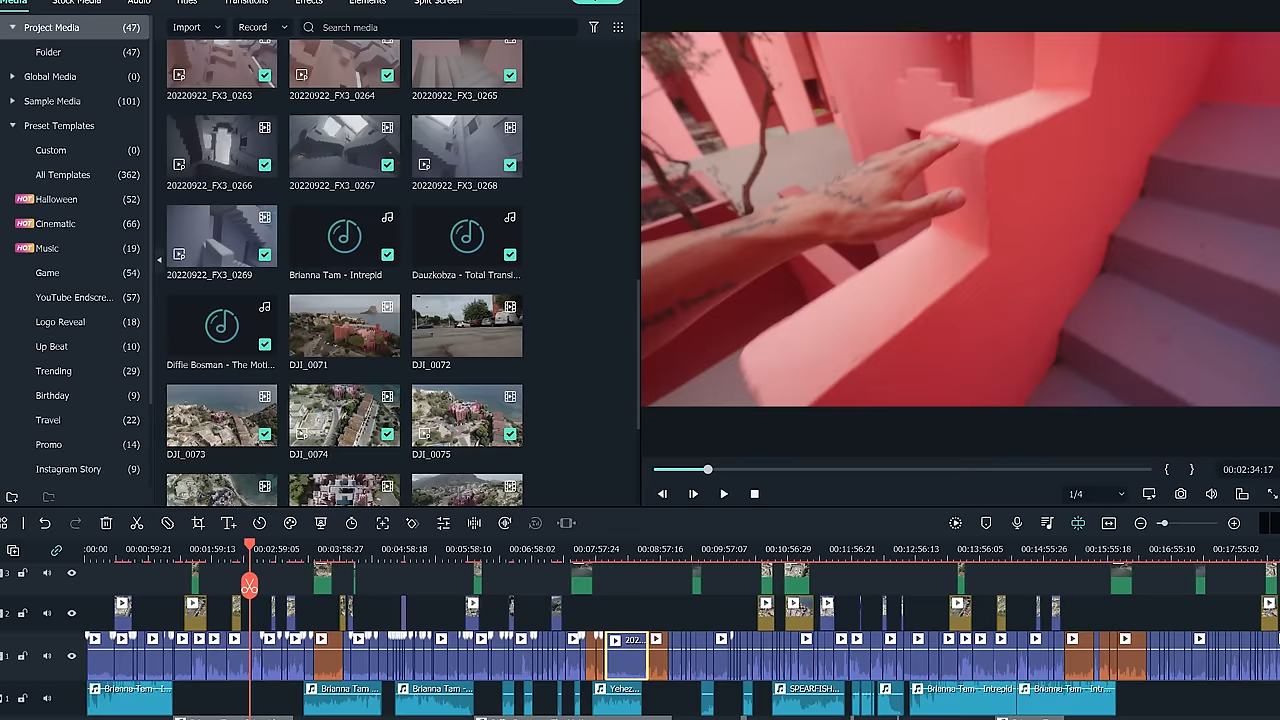 Media Stock Media Audio Titles Transitions Effects Elements Split Screen
Project Media (47)
Folder (47)
Global Media (0)
Sample Media (101)
Preset Templates
Custom (0)
All Templates (362)
HOT Halloween (52)
HOT Cinematic (66)
HOT Music (19)
Game (54)
YouTube Endscre... (57)
Logo Reveal (18)
Up Beat (10)
Trending (29)
Birthday (9)
Travel (22)
Promo (14)
Instagram Story (9)
Import Record Search media
20220922_FX3_0263 20220922_FX3_0264 20220922_FX3_0265
20220922_FX3_0266 20220922_FX3_0267 20220922_FX3_0268
20220922_FX3_0269 Brianna Tam - Intrepid Dauzkobza - Total Transi...
Diffie Bosman - The Moti... DJI_0071 DJI_0072
DJI_0073 DJI_0074 DJI_0075
{ } 00:02:34:17
1/4
:00:00 00:00:59:21 00:01:59:13 00:02:59:05 00:03:58:27 00:04:58:18 00:05:58:10 00:06:58:02 00:07:57:24 00:08:57:16 00:09:57:07 00:10:56:29 00:11:56:21 00:12:56:13 00:13:56:05 00:14:55:26 00:15:55:18 00:16:55:10 00:17:55:02
3
2
1 202...
1 Brianna Tam - I... Brianna Tam ... Brianna Tam -... Yehez... SPEARFISH... Brianna Tam - Intrepid Brianna Tam - Intr...